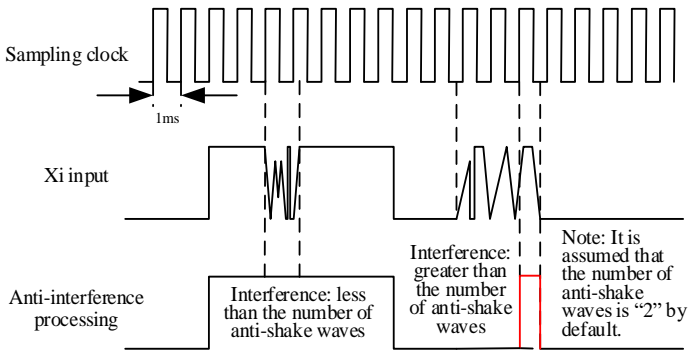 Sampling clock
1ms
Xi input
Anti-interference
processing
Interference: less
than the number of
anti-shake waves
Interference:
greater than
the number
of anti-shake
waves
Note: It is
assumed that
the number of
anti-shake
waves is “2” by
default.